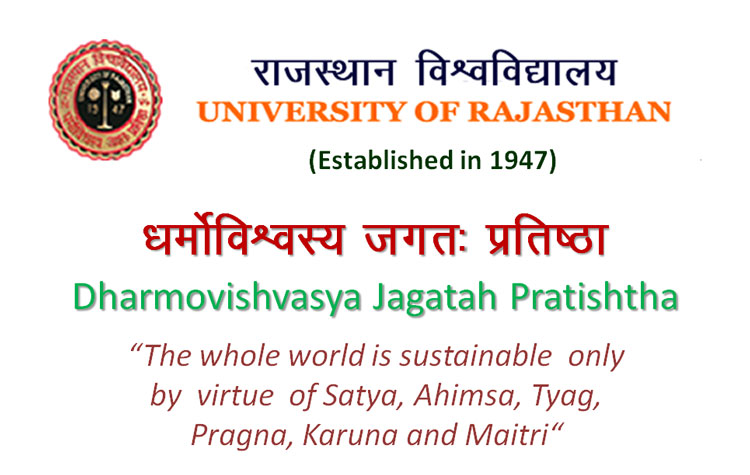 राजस्थान विश्वविद्यालय
UNIVERSITY OF RAJASTHAN
(Established in 1947)
धर्मोविश्वस्य जगतः प्रतिष्ठा
Dharmovishvasya Jagatah Pratishtha
“The whole world is sustainable only
by virtue of Satya, Ahimsa, Tyag,
Pragna, Karuna and Maitri“